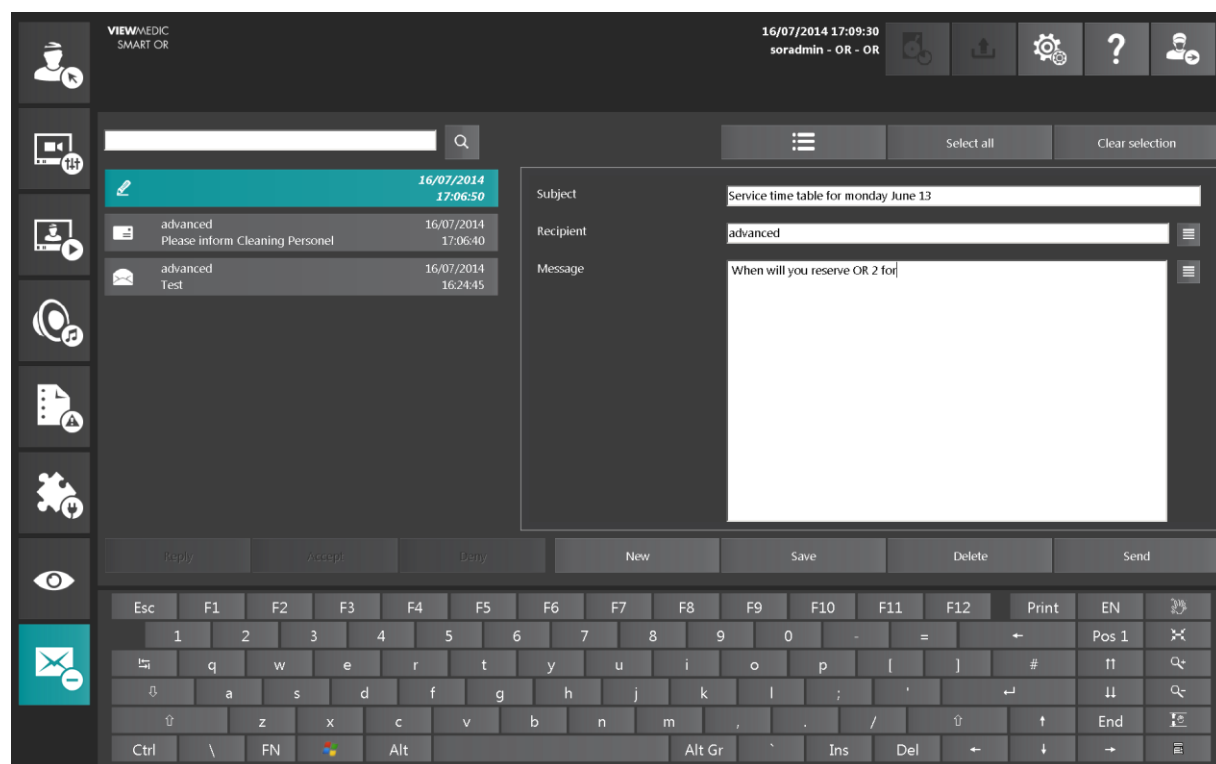 VIEWMEDIC
SMART OR
16/07/2014 17:09:30
soradmin - OR - OR
?
Select all
Clear selection
16/07/2014
17:06:50
advanced
Please inform Cleaning Personel
16/07/2014
17:06:40
advanced
Test
16/07/2014
16:24:45
Subject
Service time table for monday June 13
Recipient
advanced
Message
When will you reserve OR 2 for
Reply Accept Deny New Save Delete Send
Esc F1 F2 F3 F4 F5 F6 F7 F8 F9 F10 F11 F12 Print EN
1 2 3 4 5 6 7 8 9 0 - = ← Pos 1
↹ q w e r t y u i o p [ ] # ↑↑
⇩ a s d f g h j k l ; ' ↵ ↓↓
⇧ z x c v b n m , . / ⇧ ↑ End
Ctrl \ FN Alt Alt Gr ` Ins Del ← ↓ →